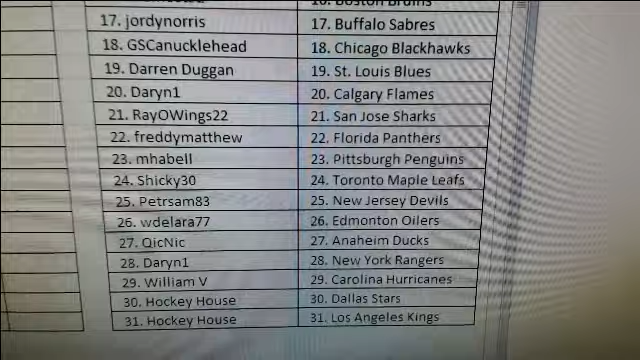 Boston Bruins
17. jordynorris 17. Buffalo Sabres
18. GSCanucklehead 18. Chicago Blackhawks
19. Darren Duggan 19. St. Louis Blues
20. Daryn1 20. Calgary Flames
21. RayOWings22 21. San Jose Sharks
22. freddymatthew 22. Florida Panthers
23. mhabell 23. Pittsburgh Penguins
24. Shicky30 24. Toronto Maple Leafs
25. Petrsam83 25. New Jersey Devils
26. wdelara77 26. Edmonton Oilers
27. QicNic 27. Anaheim Ducks
28. Daryn1 28. New York Rangers
29. William V 29. Carolina Hurricanes
30. Hockey House 30. Dallas Stars
31. Hockey House 31. Los Angeles Kings